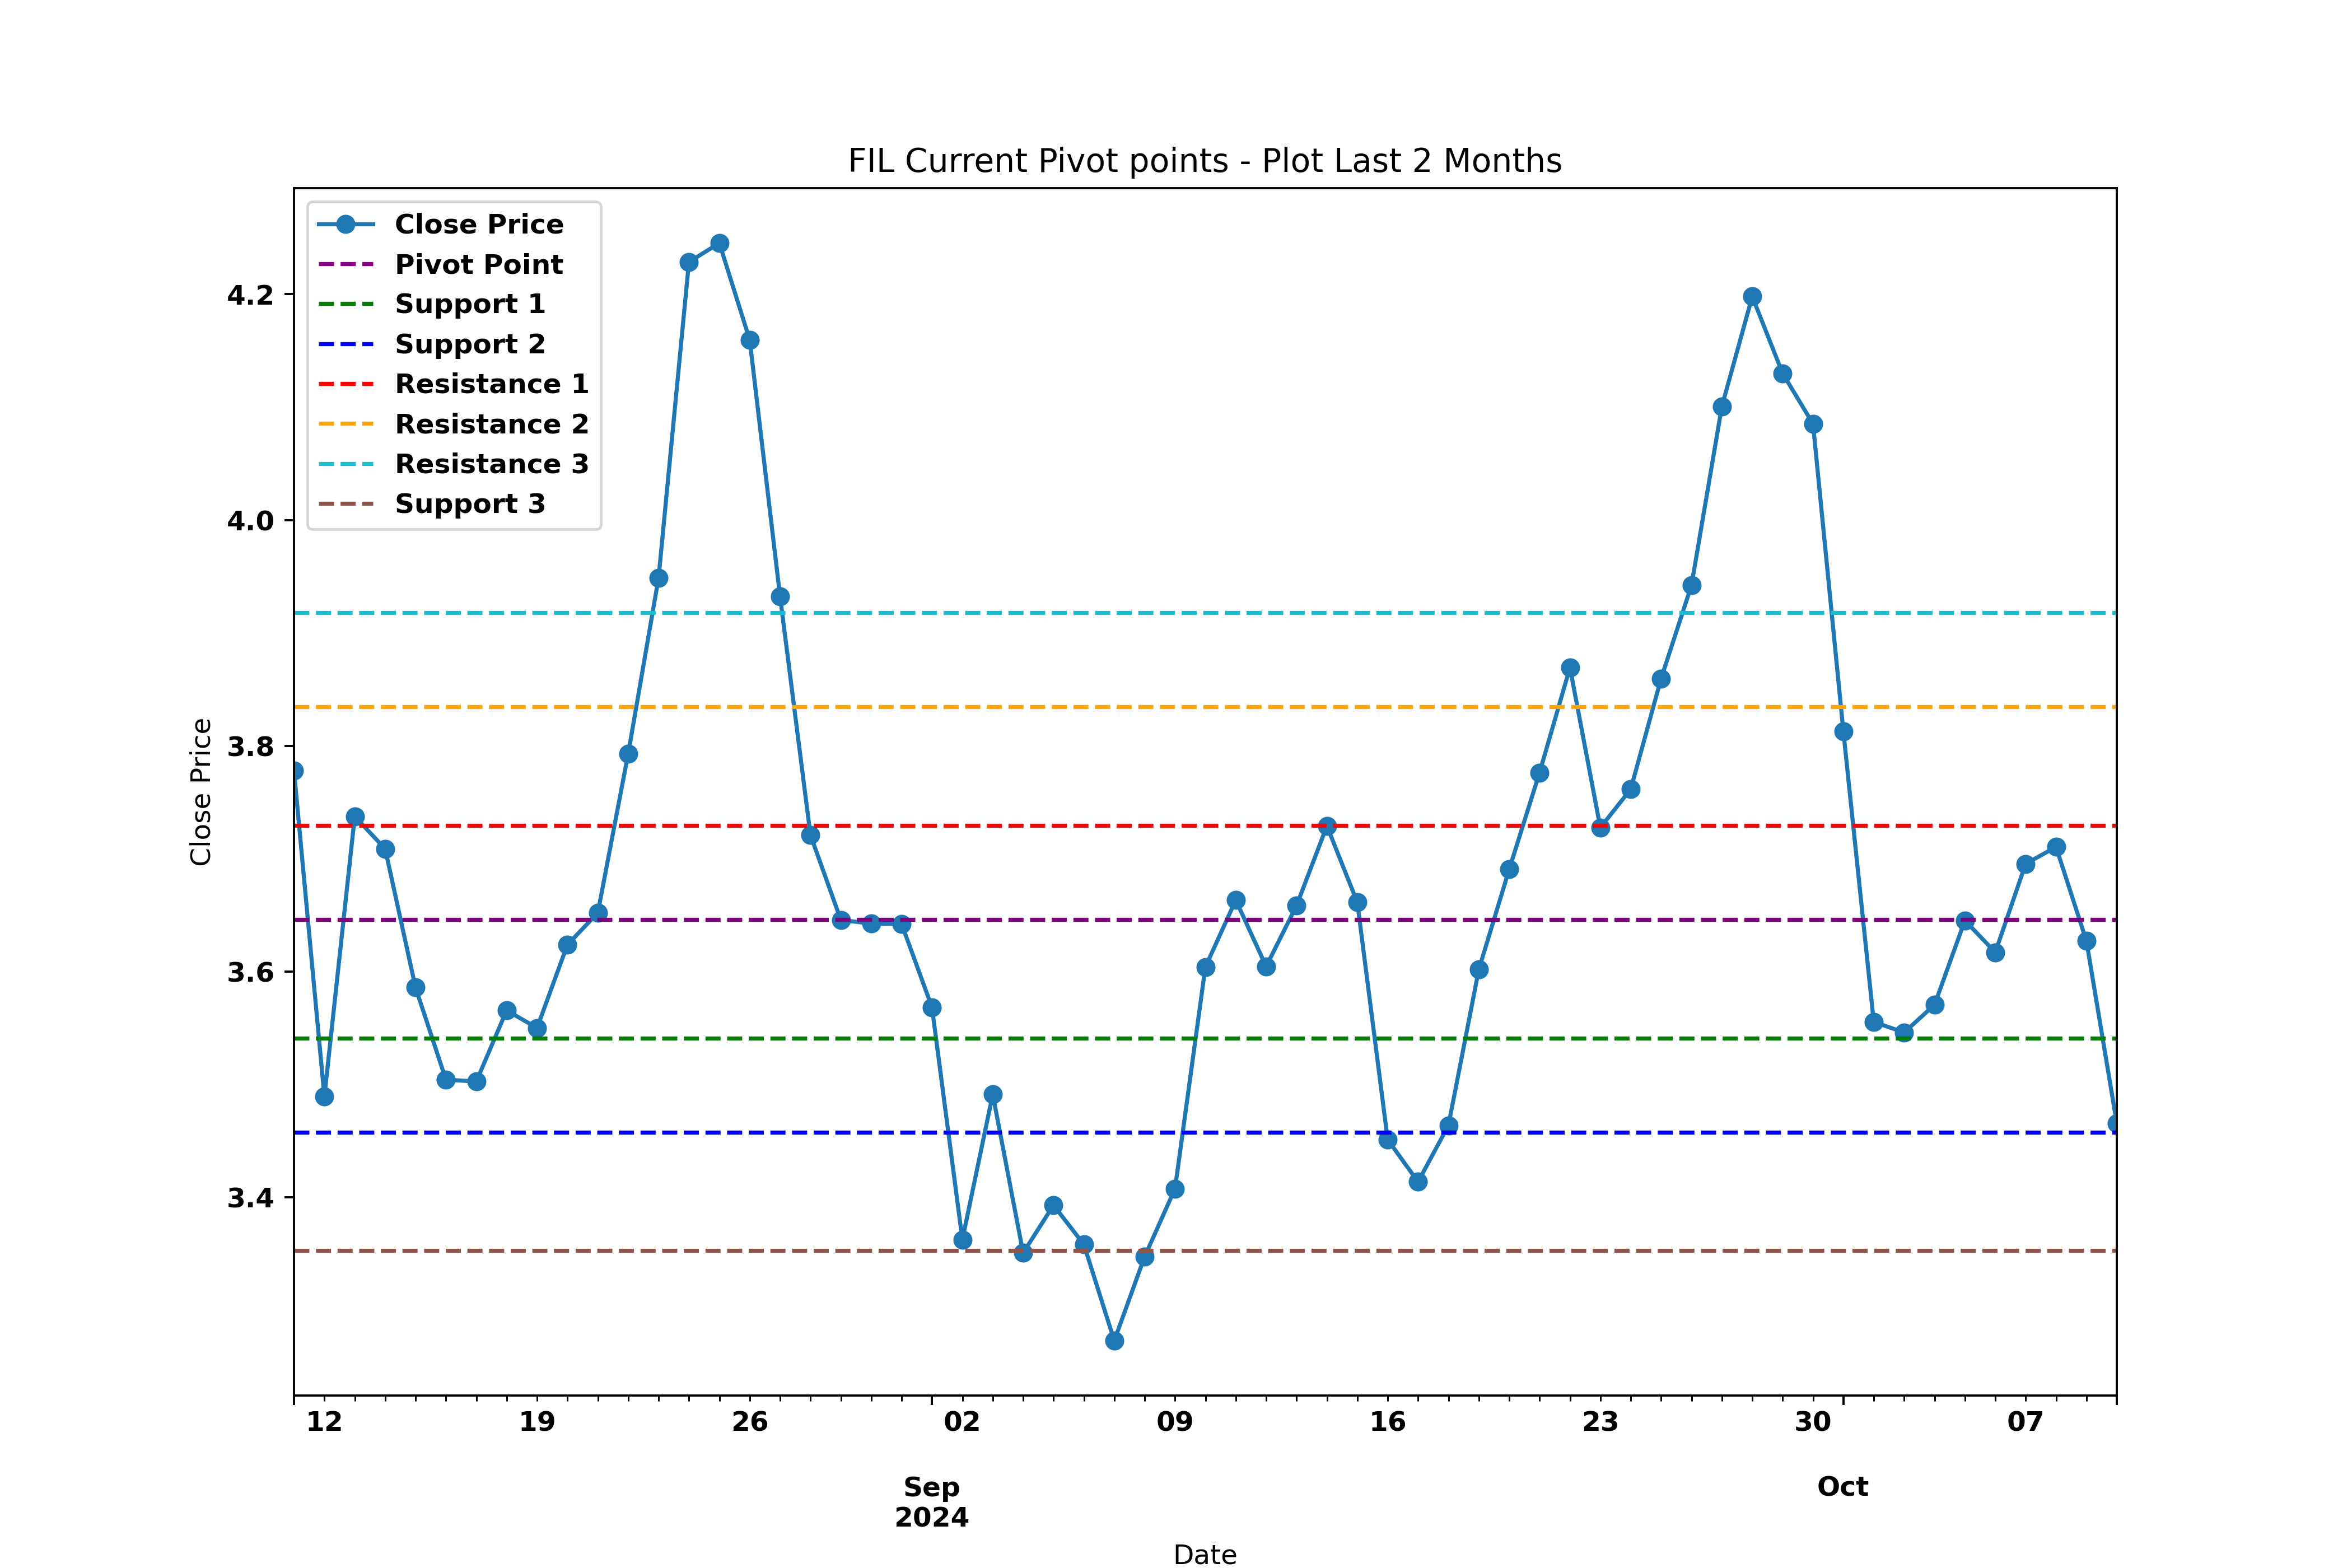 FIL Current Pivot points - Plot Last 2 Months
Close Price
Pivot Point
Support 1
Support 2
Resistance 1
Resistance 2
Resistance 3
Support 3
4.2
4.0
3.8
3.6
3.4
Close Price
12 19 26 02 09 16 23 30 07
Sep Oct
2024
Date